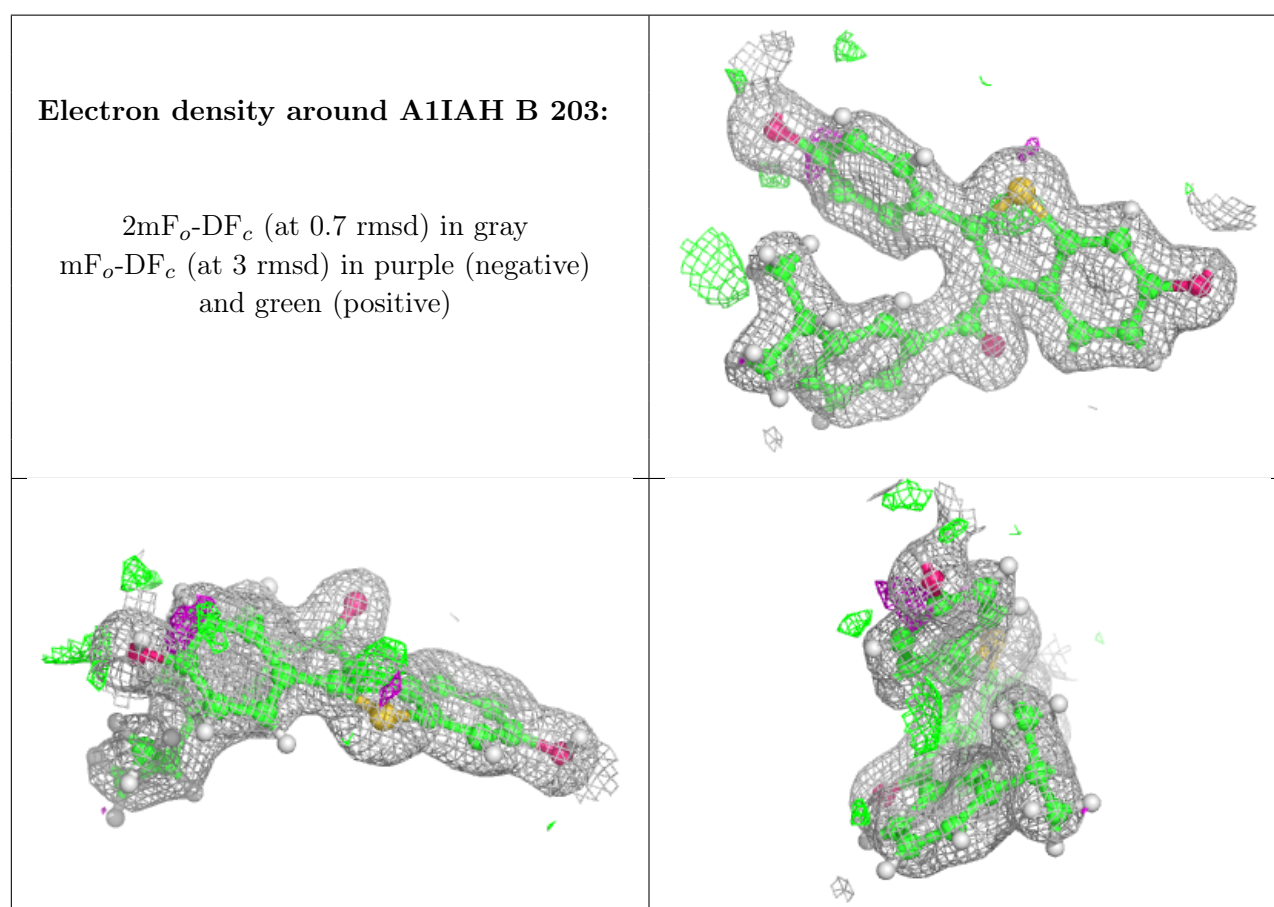 Electron density around A1IAH B 203:
2mFₒ-DF𝒸 (at 0.7 rmsd) in gray
mFₒ-DF𝒸 (at 3 rmsd) in purple (negative)
and green (positive)